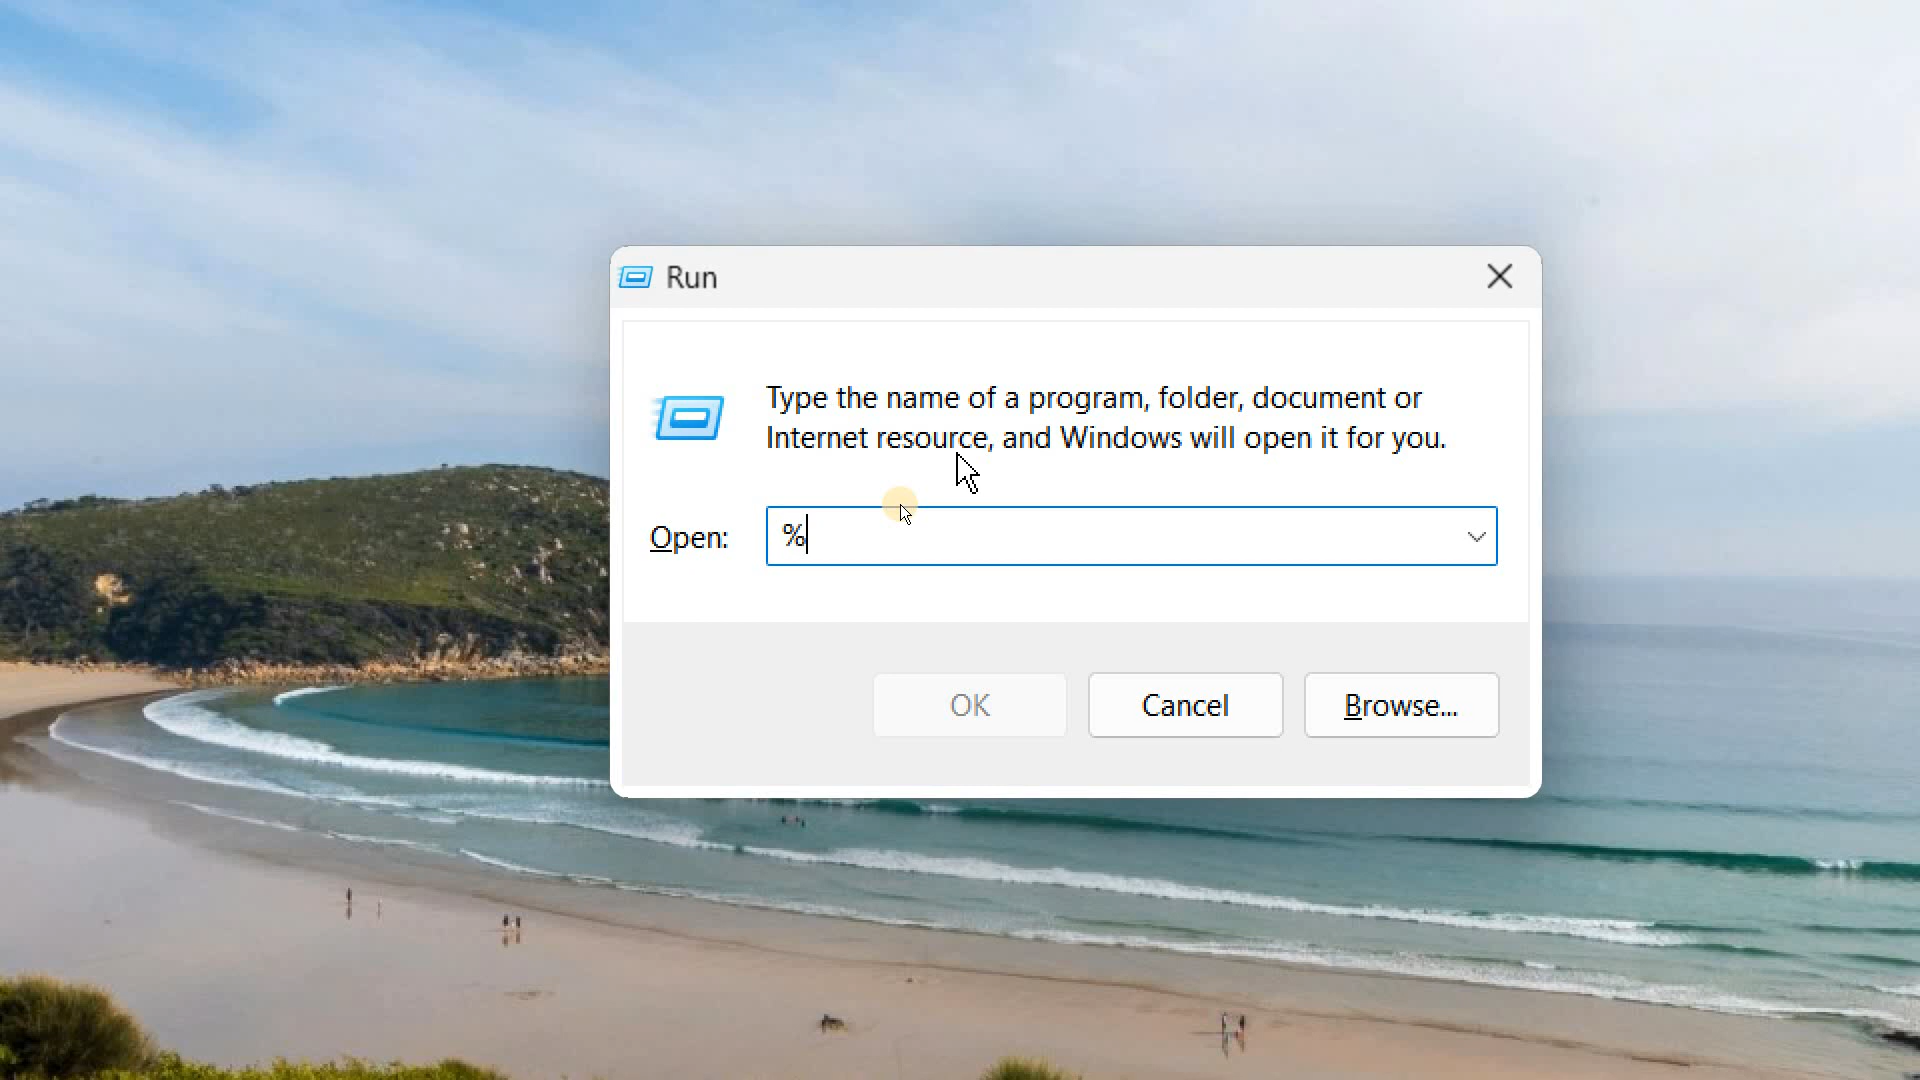 Run
Type the name of a program, folder, document or
Internet resource, and Windows will open it for you.
Open: %
OK Cancel Browse...